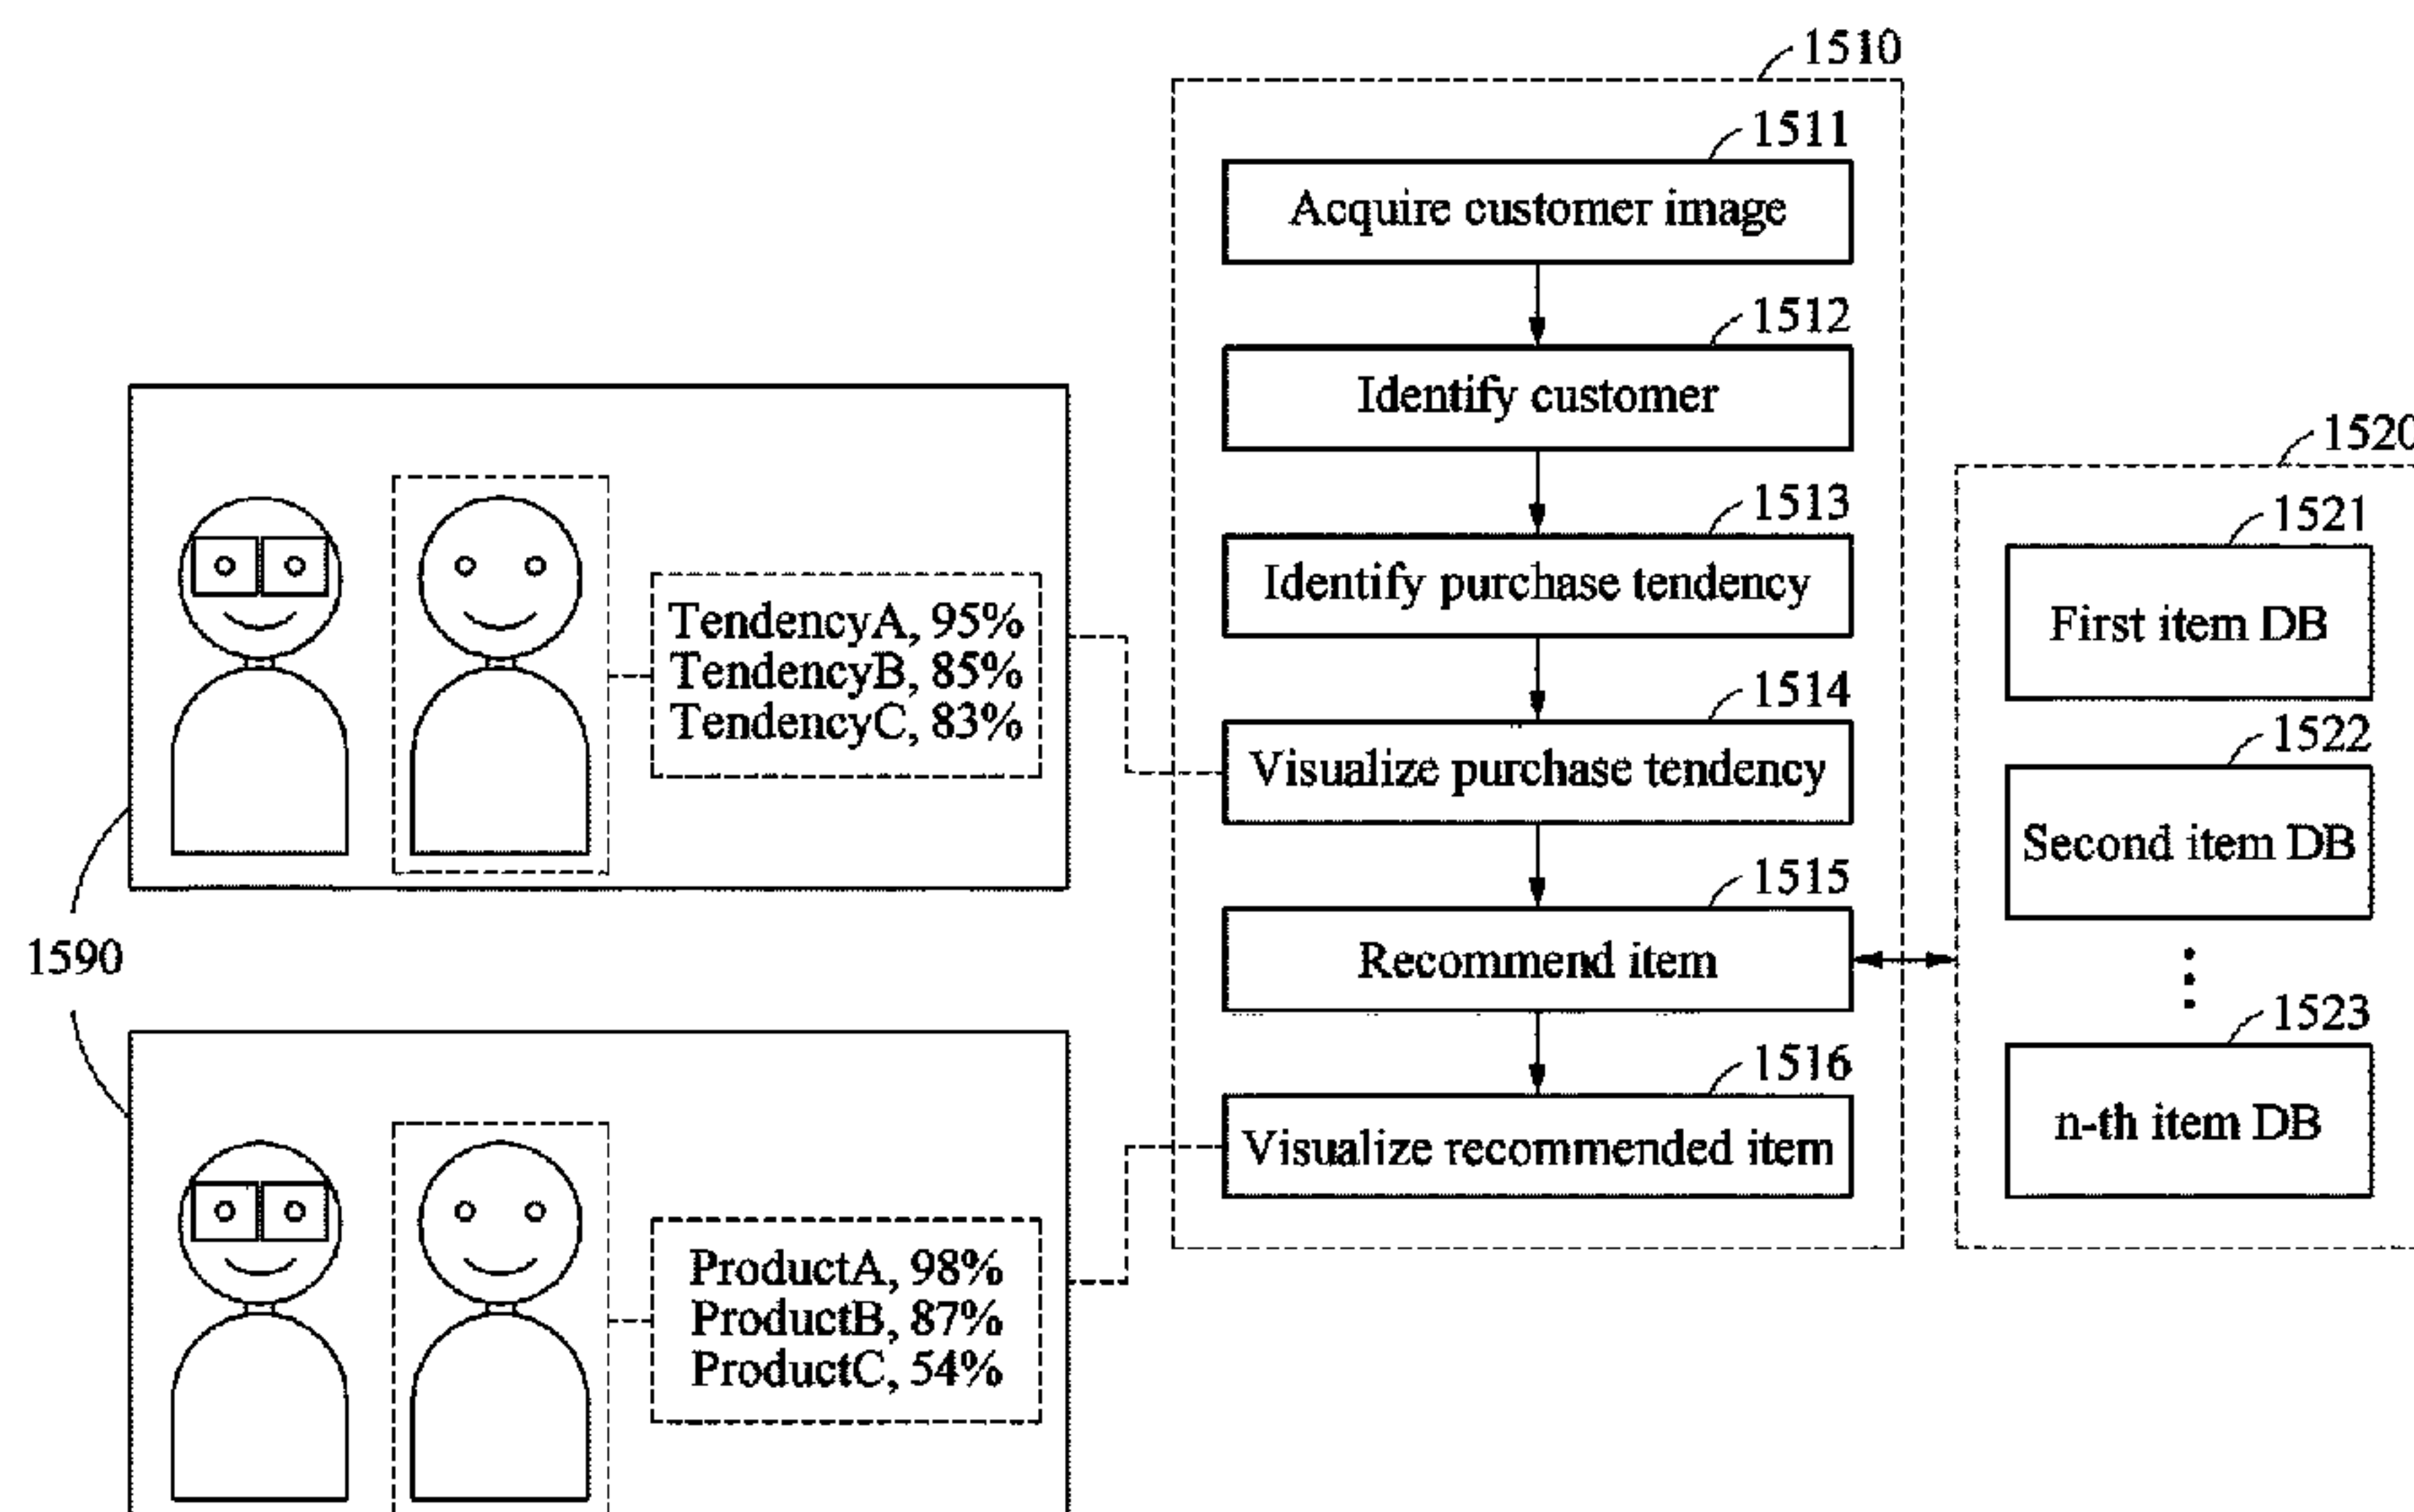 1510
1511
Acquire customer image
1512
Identify customer
1513
Identify purchase tendency
1514
Visualize purchase tendency
1515
Recommend item
1516
Visualize recommended item
1520
1521
First item DB
1522
Second item DB
1523
n-th item DB
TendencyA, 95%
TendencyB, 85%
TendencyC, 83%
1590
ProductA, 98%
ProductB, 87%
ProductC, 54%